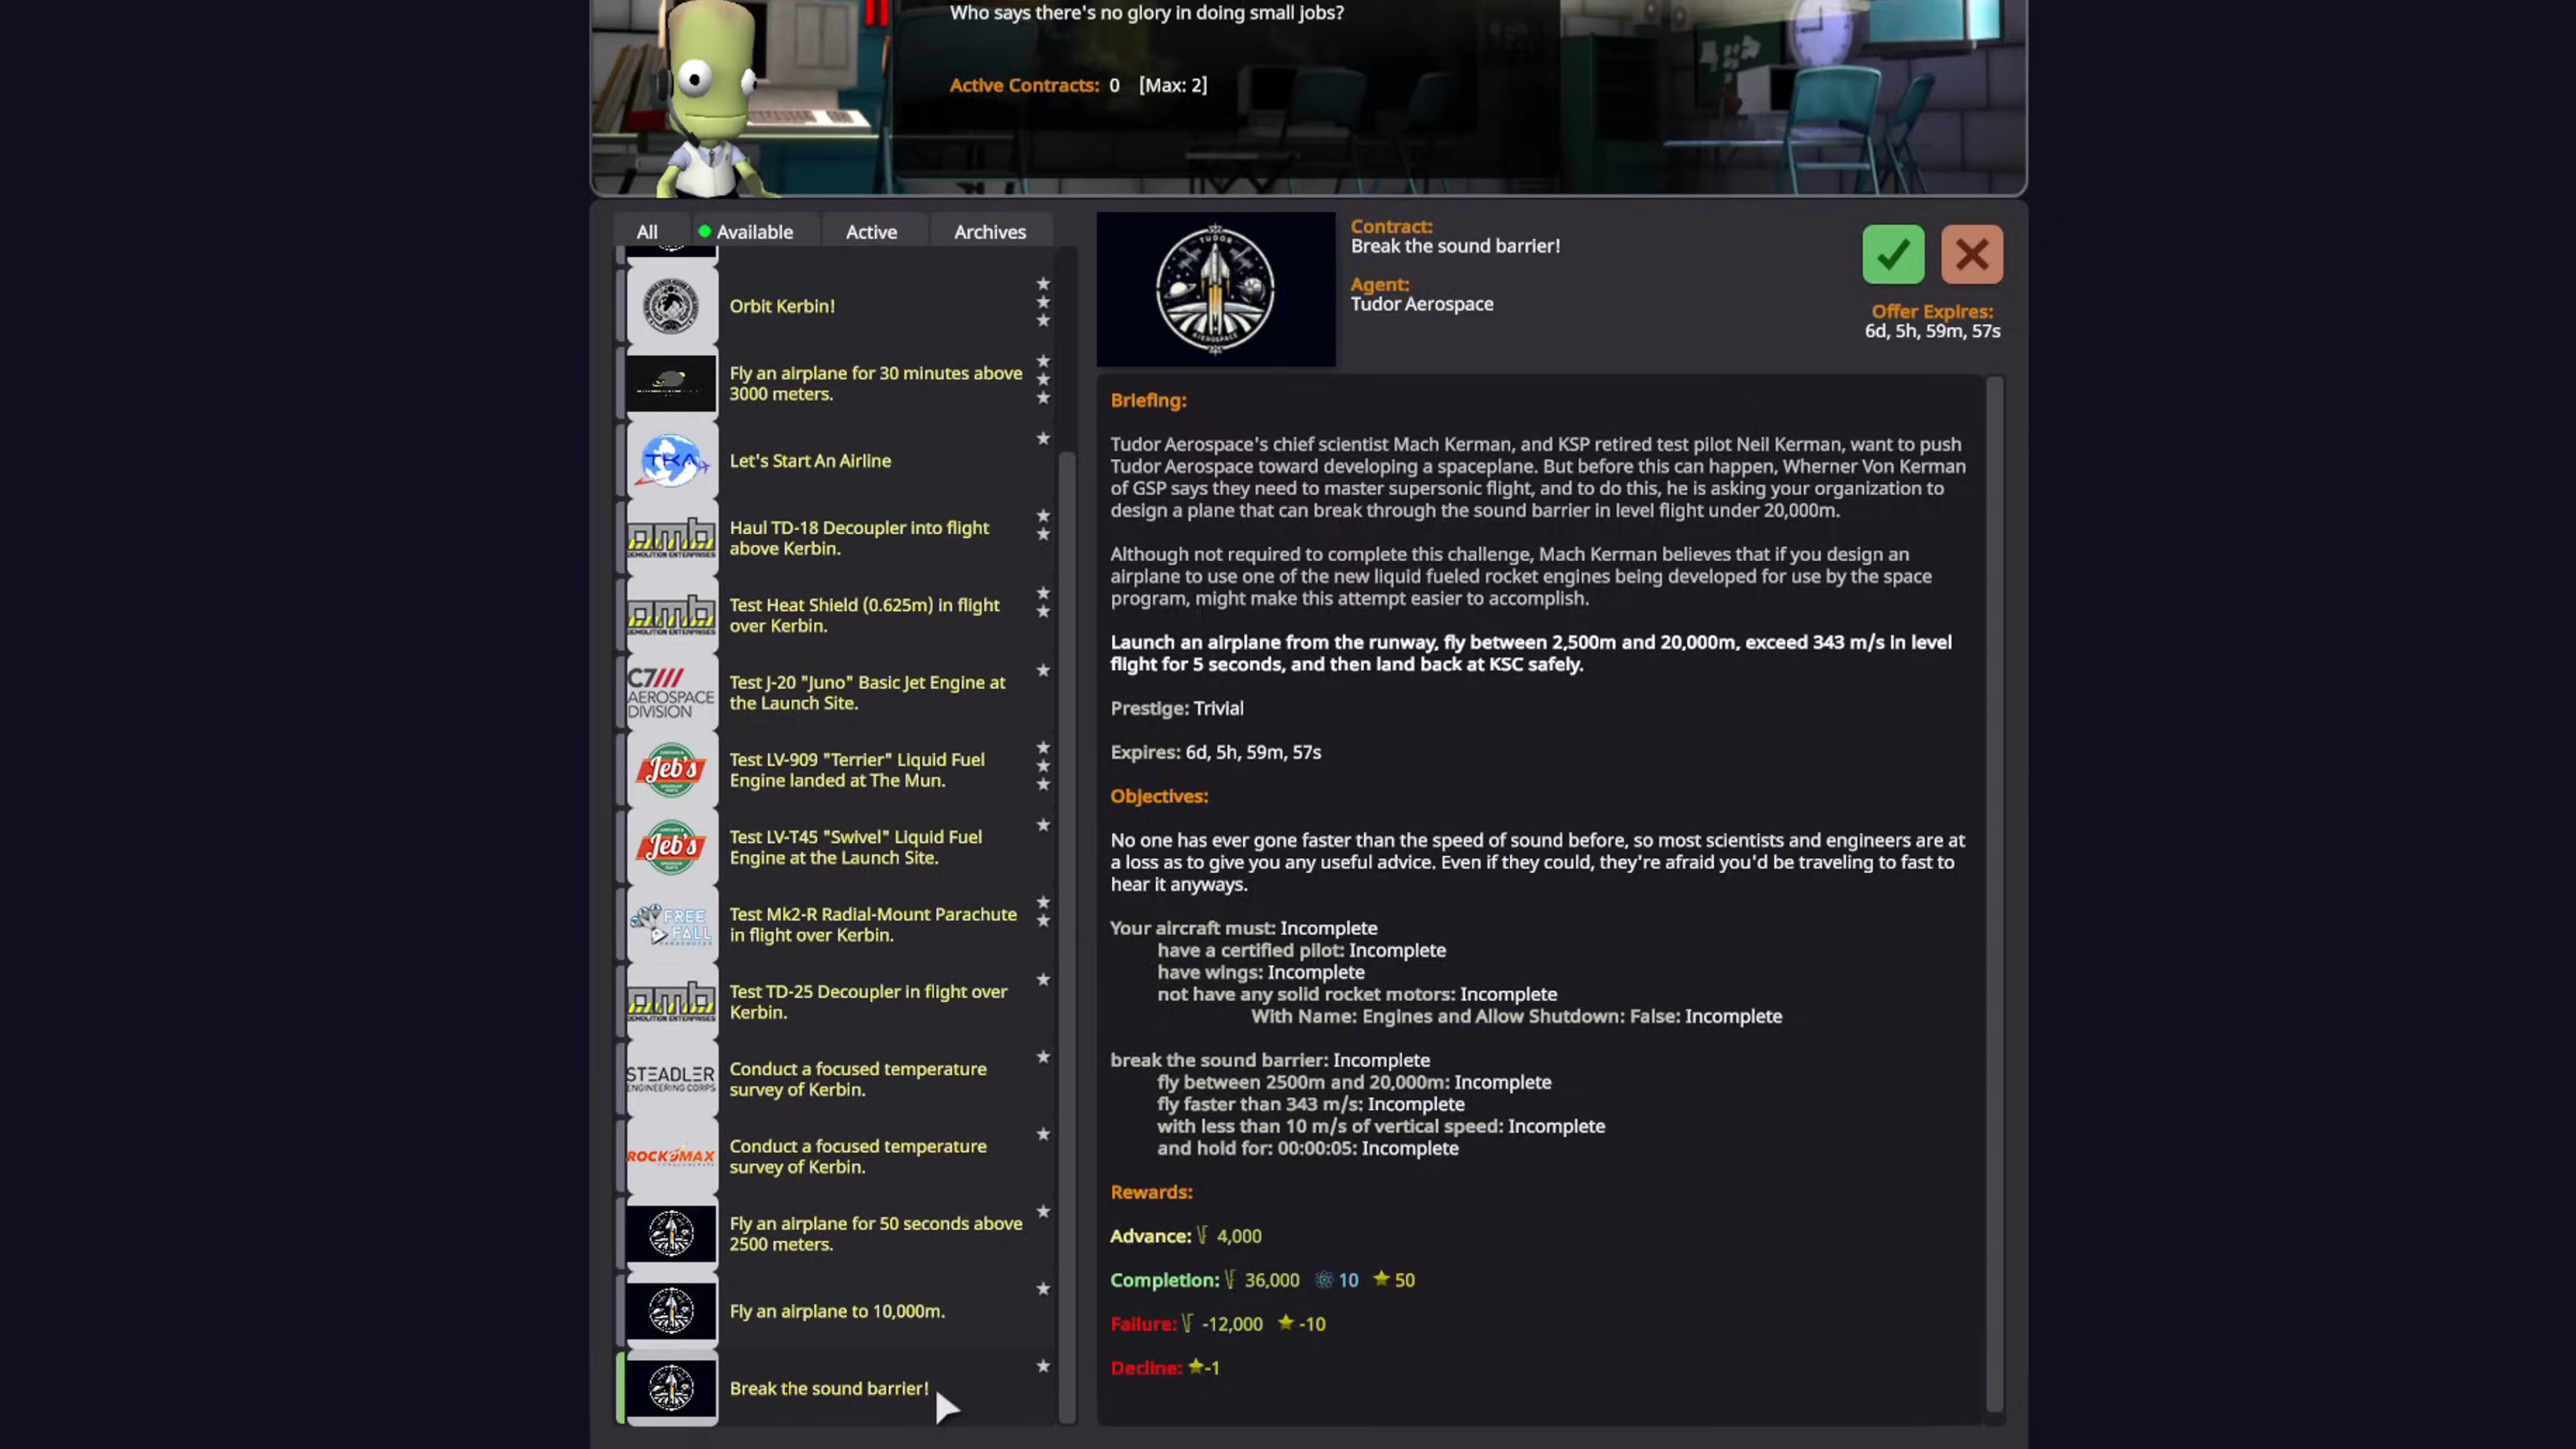 Who says there's no glory in doing small jobs?
Active Contracts: 0 [Max: 2]
All
Available
Active
Archives
Orbit Kerbin!
Fly an airplane for 30 minutes above
3000 meters.
TKA
Let's Start An Airline
DEMOLITION ENTERPRISES
Haul TD-18 Decoupler into flight
above Kerbin.
DEMOLITION ENTERPRISES
Test Heat Shield (0.625m) in flight
over Kerbin.
C7///
AEROSPACE
DIVISION
Test J-20 "Juno" Basic Jet Engine at
the Launch Site.
Jeb's
Test LV-909 "Terrier" Liquid Fuel
Engine landed at The Mun.
Jeb's
Test LV-T45 "Swivel" Liquid Fuel
Engine at the Launch Site.
FREE
FALL
PARACHUTES
Test Mk2-R Radial-Mount Parachute
in flight over Kerbin.
DEMOLITION ENTERPRISES
Test TD-25 Decoupler in flight over
Kerbin.
STEADLER
ENGINEERING CORPS
Conduct a focused temperature
survey of Kerbin.
ROCKOMAX
Conduct a focused temperature
survey of Kerbin.
Fly an airplane for 50 seconds above
2500 meters.
Fly an airplane to 10,000m.
Break the sound barrier!
TUDOR
AEROSPACE
Contract:
Break the sound barrier!
Agent:
Tudor Aerospace
Offer Expires:
6d, 5h, 59m, 57s
Briefing:
Tudor Aerospace's chief scientist Mach Kerman, and KSP retired test pilot Neil Kerman, want to push
Tudor Aerospace toward developing a spaceplane. But before this can happen, Wherner Von Kerman
of GSP says they need to master supersonic flight, and to do this, he is asking your organization to
design a plane that can break through the sound barrier in level flight under 20,000m.
Although not required to complete this challenge, Mach Kerman believes that if you design an
airplane to use one of the new liquid fueled rocket engines being developed for use by the space
program, might make this attempt easier to accomplish.
Launch an airplane from the runway, fly between 2,500m and 20,000m, exceed 343 m/s in level
flight for 5 seconds, and then land back at KSC safely.
Prestige: Trivial
Expires: 6d, 5h, 59m, 57s
Objectives:
No one has ever gone faster than the speed of sound before, so most scientists and engineers are at
a loss as to give you any useful advice. Even if they could, they're afraid you'd be traveling to fast to
hear it anyways.
Your aircraft must: Incomplete
have a certified pilot: Incomplete
have wings: Incomplete
not have any solid rocket motors: Incomplete
With Name: Engines and Allow Shutdown: False: Incomplete
break the sound barrier: Incomplete
fly between 2500m and 20,000m: Incomplete
fly faster than 343 m/s: Incomplete
with less than 10 m/s of vertical speed: Incomplete
and hold for: 00:00:05: Incomplete
Rewards:
Advance: 4,000
Completion: 36,000 10 50
Failure: -12,000 -10
Decline: -1